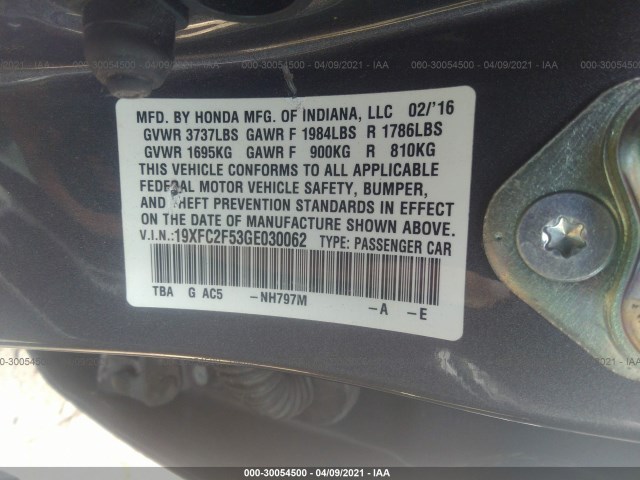 000-30054500 - 04/09/2021 - IAA
MFD. BY HONDA MFG. OF INDIANA, LLC 02/'16
GVWR 3737LBS GAWR F 1984LBS R 1786LBS
GVWR 1695KG GAWR F 900KG R 810KG
THIS VEHICLE CONFORMS TO ALL APPLICABLE
FEDERAL MOTOR VEHICLE SAFETY, BUMPER,
AND THEFT PREVENTION STANDARDS IN EFFECT
ON THE DATE OF MANUFACTURE SHOWN ABOVE.
V.I.N.:19XFC2F53GE030062 TYPE: PASSENGER CAR
TBA G AC5 -NH797M -A -E
000-30054500 - 04/09/2021 - IAA